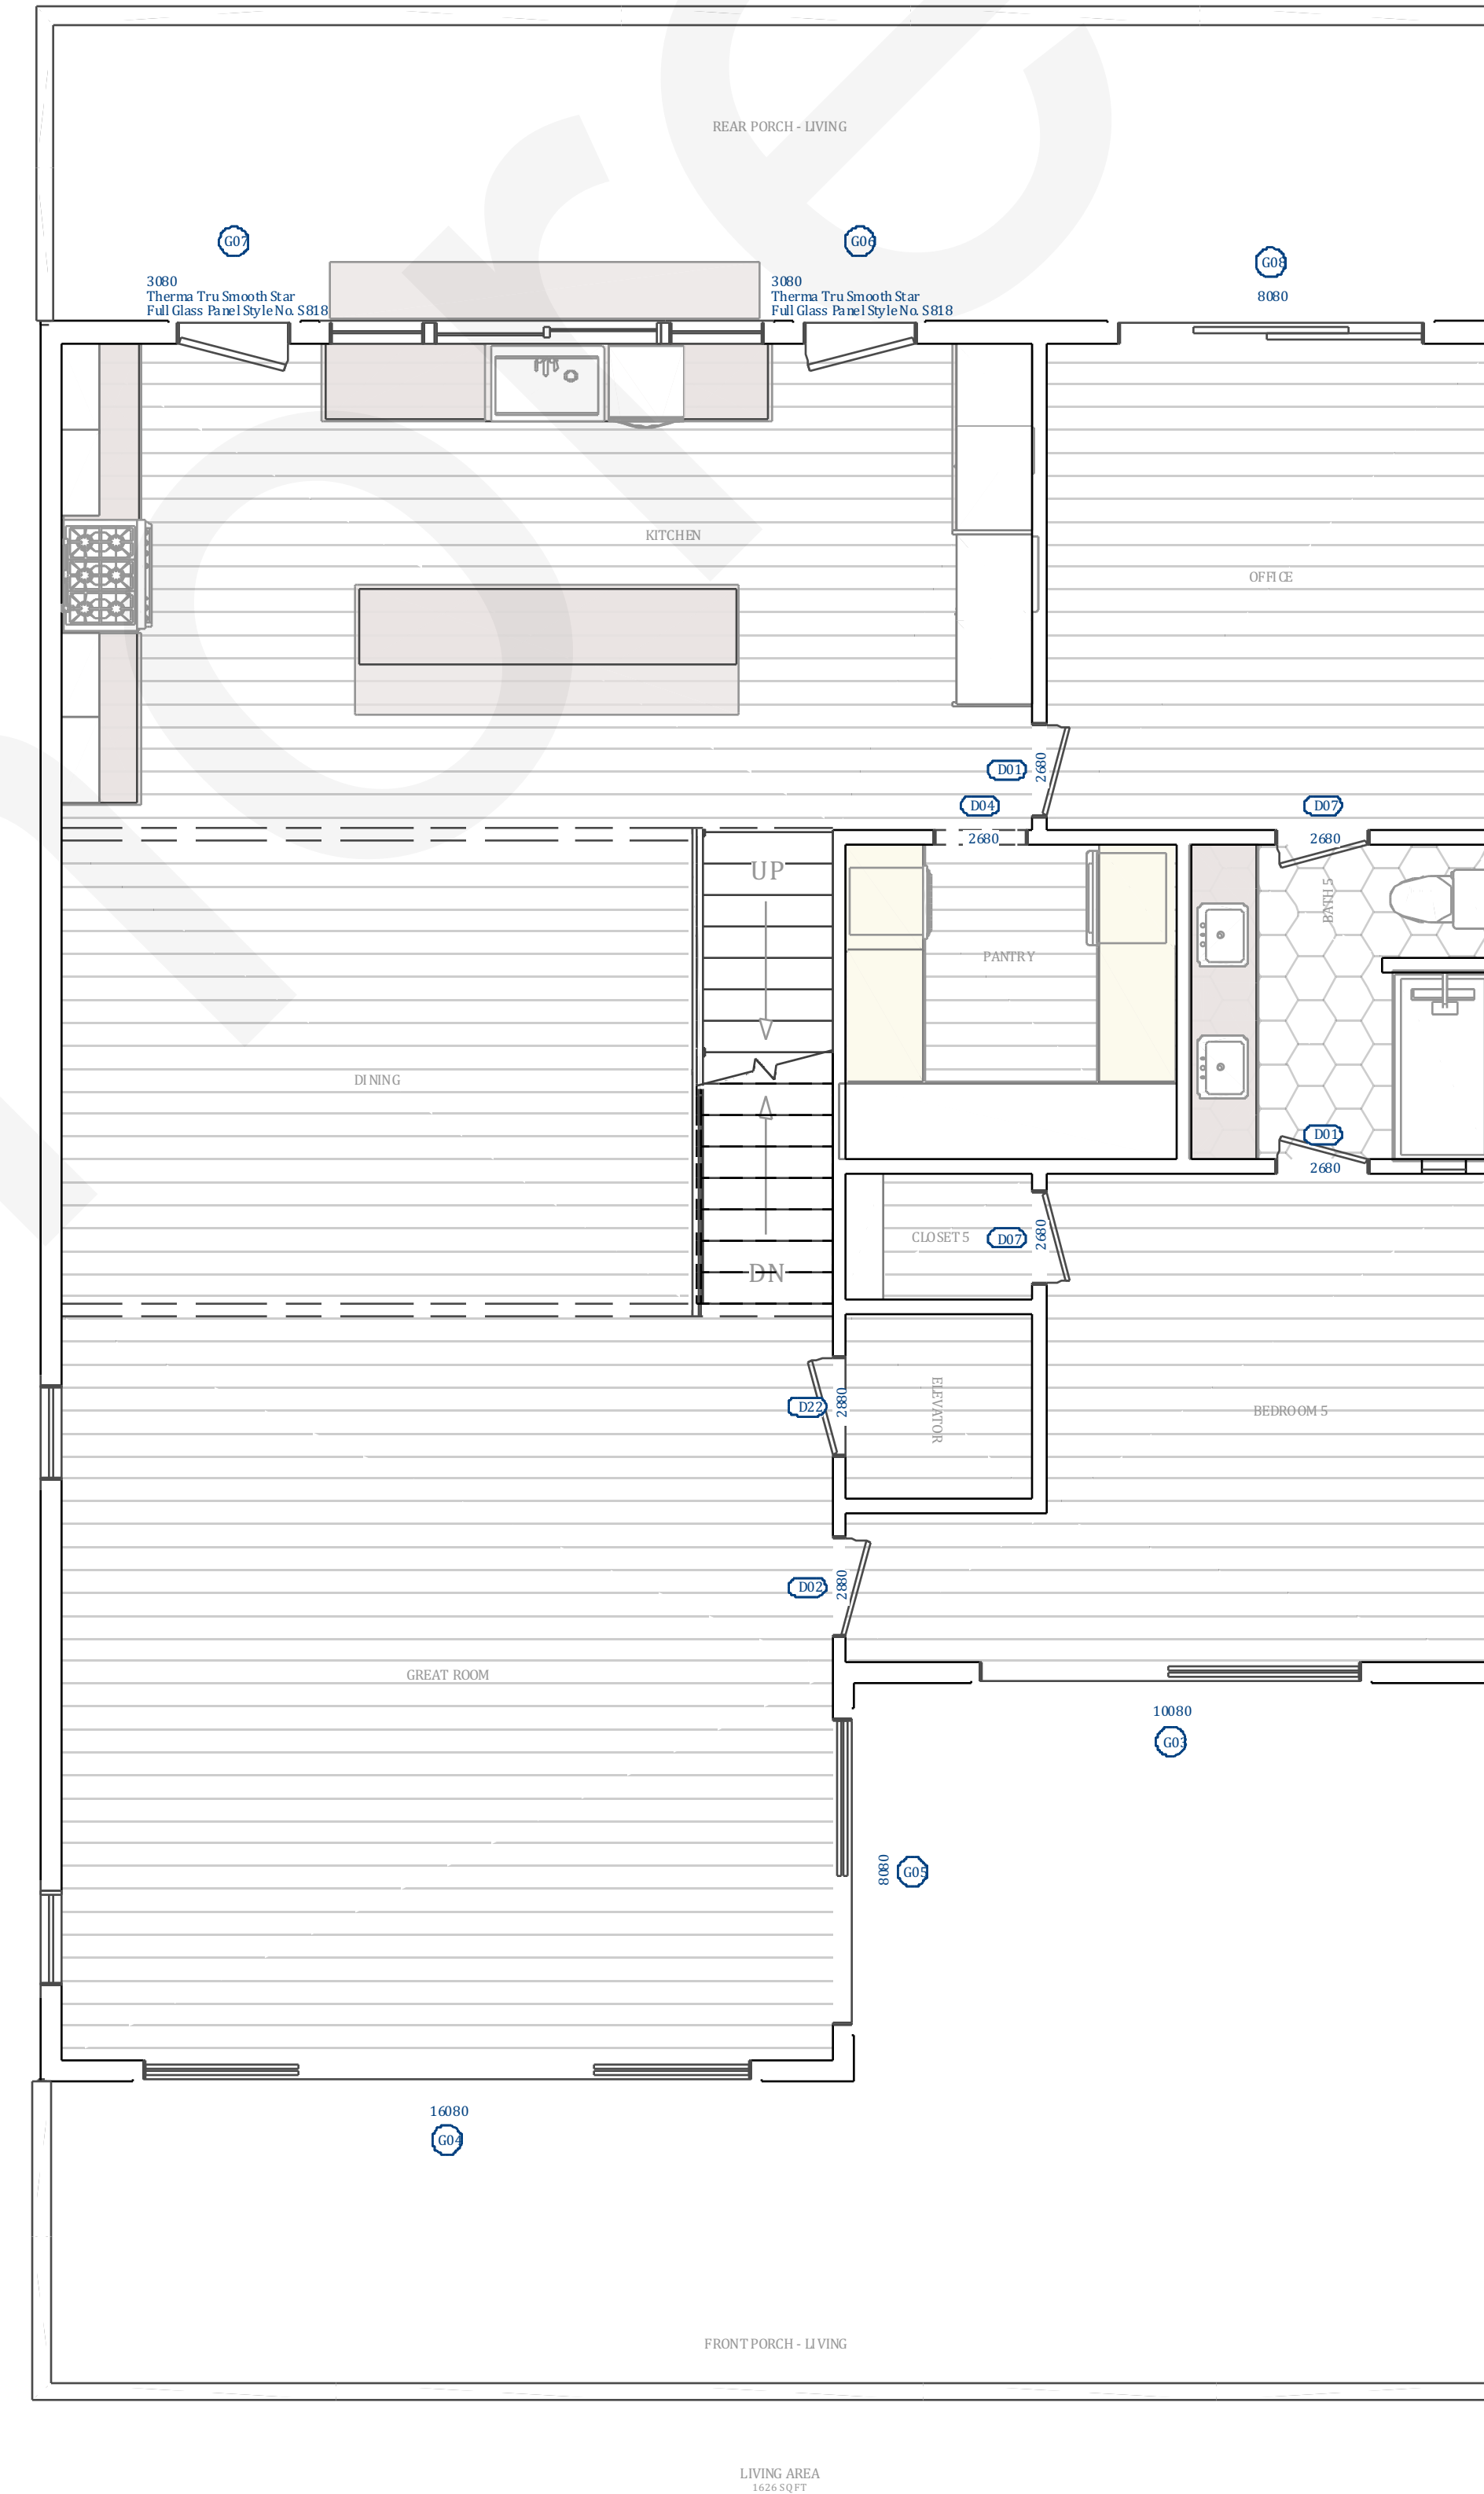 REAR PORCH - LIVING
G07
G06
G08
3080
Therma Tru Smooth Star
Full Glass Panel Style No. S818
3080
Therma Tru Smooth Star
Full Glass Panel Style No. S818
8080
KITCHEN
OFFICE
D01
2680
D04
2680
D07
2680
UP
BATH 5
PANTRY
DINING
D01
2680
CLOSET 5
D07
2680
DN
D22
2880
ELEVATOR
BEDROOM 5
D02
2880
GREAT ROOM
10080
G03
8080
G05
16080
G04
FRONT PORCH - LIVING
LIVING AREA
1626 SQ FT